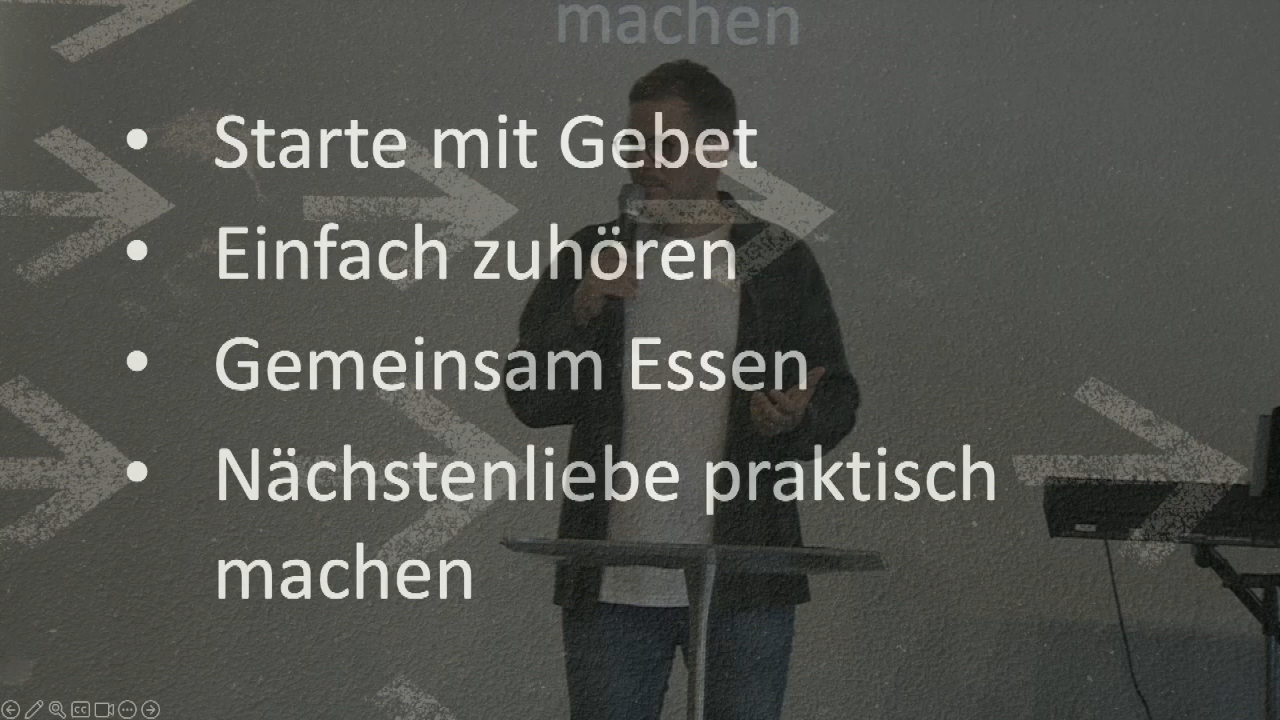 machen
• Starte mit Gebet
• Einfach zuhören
• Gemeinsam Essen
• Nächstenliebe praktisch
machen